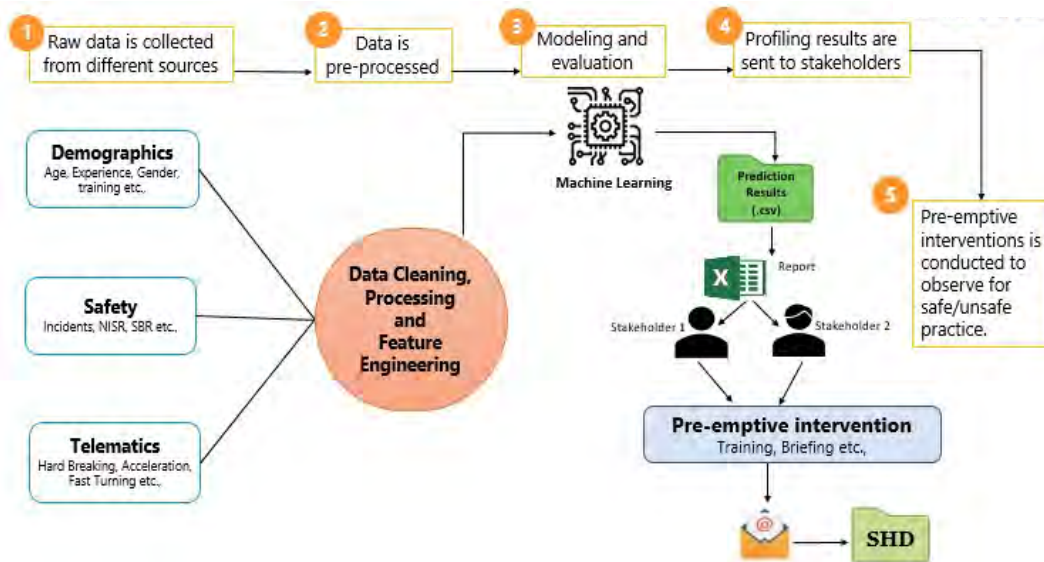 1
Raw data is collected
from different sources
2
Data is
pre-processed
3
Modeling and
evaluation
4
Profiling results are
sent to stakeholders
5
Pre-emptive
interventions is
conducted to
observe for
safe/unsafe
practice.
Demographics
Age, Experience, Gender,
training etc.,
Safety
Incidents, NISR, SBR etc.,
Telematics
Hard Breaking, Acceleration,
Fast Turning etc.,
Data Cleaning,
Processing
and
Feature
Engineering
Machine Learning
Prediction
Results
(.csv)
X
Report
Stakeholder 1
Stakeholder 2
Pre-emptive intervention
Training, Briefing etc.,
@
SHD